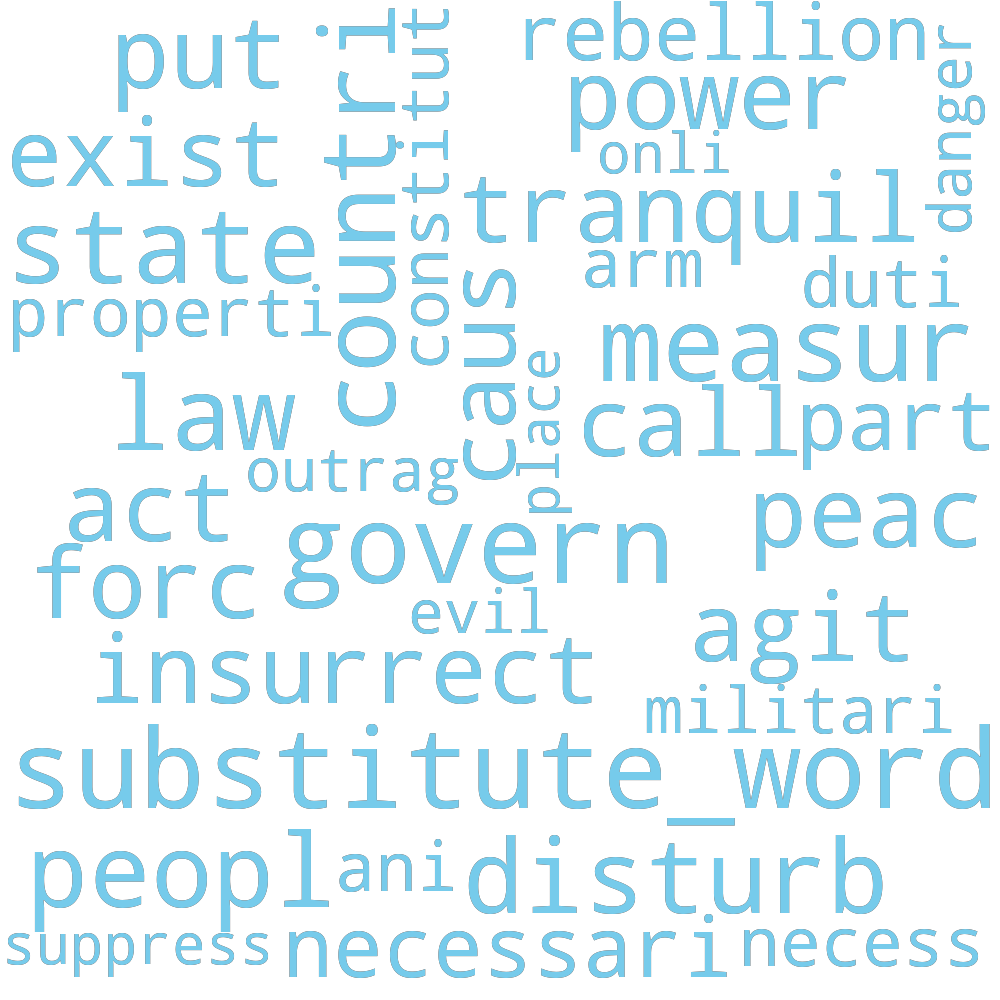 put
countri
constitut
rebellion
danger
power
exist
onli
tranquil
state
arm
duti
properti
caus
measur
place
law
call
part
outrag
act
peac
govern
forc
evil
agit
insurrect
militari
substitute_word
peopl
ani
disturb
suppress
necessari
necess